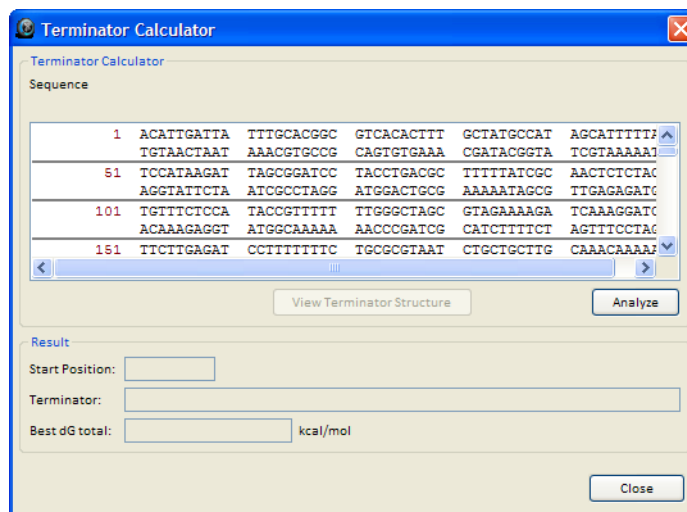 Terminator Calculator
Terminator Calculator
Sequence
1 ACATTGATTA TTTGCACGGC GTCACACTTT GCTATGCCAT AGCATTTTTA
TGTAACTAAT AAACGTGCCG CAGTGTGAAA CGATACGGTA TCGTAAAAAT
51 TCCATAAGAT TAGCGGATCC TACCTGACGC TTTTTATCGC AACTCTCTAC
AGGTATTCTA ATCGCCTAGG ATGGACTGCG AAAAATAGCG TTGAGAGATG
101 TGTTTCTCCA TACCGTTTTT TTGGGCTAGC GTAGAAAAGA TCAAAGGATC
ACAAAGAGGT ATGGCAAAAA AACCCGATCG CATCTTTTCT AGTTTCCTAG
151 TTCTTGAGAT CCTTTTTTTC TGCGCGTAAT CTGCTGCTTG CAAACAAAAA
View Terminator Structure Analyze
Result
Start Position:
Terminator:
Best dG total: kcal/mol
Close